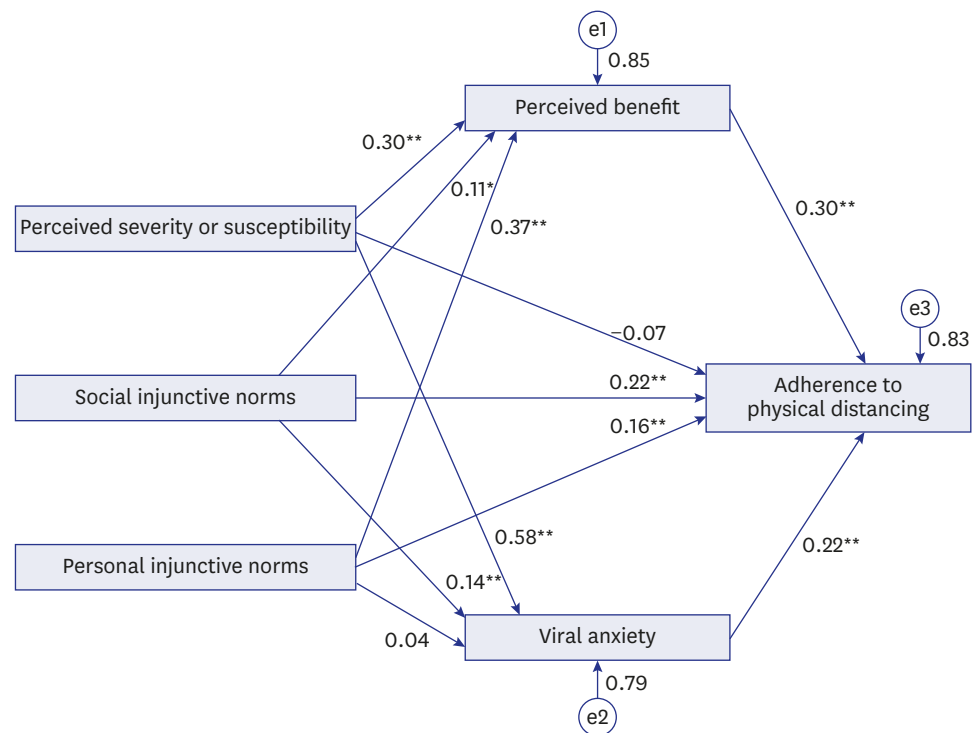 e1
0.85
Perceived benefit
0.30**
0.11*
0.37**
Perceived severity or susceptibility
0.30**
e3
0.83
−0.07
Social injunctive norms
0.22**
Adherence to
physical distancing
0.16**
Personal injunctive norms
0.58**
0.14**
0.22**
0.04
Viral anxiety
0.79
e2